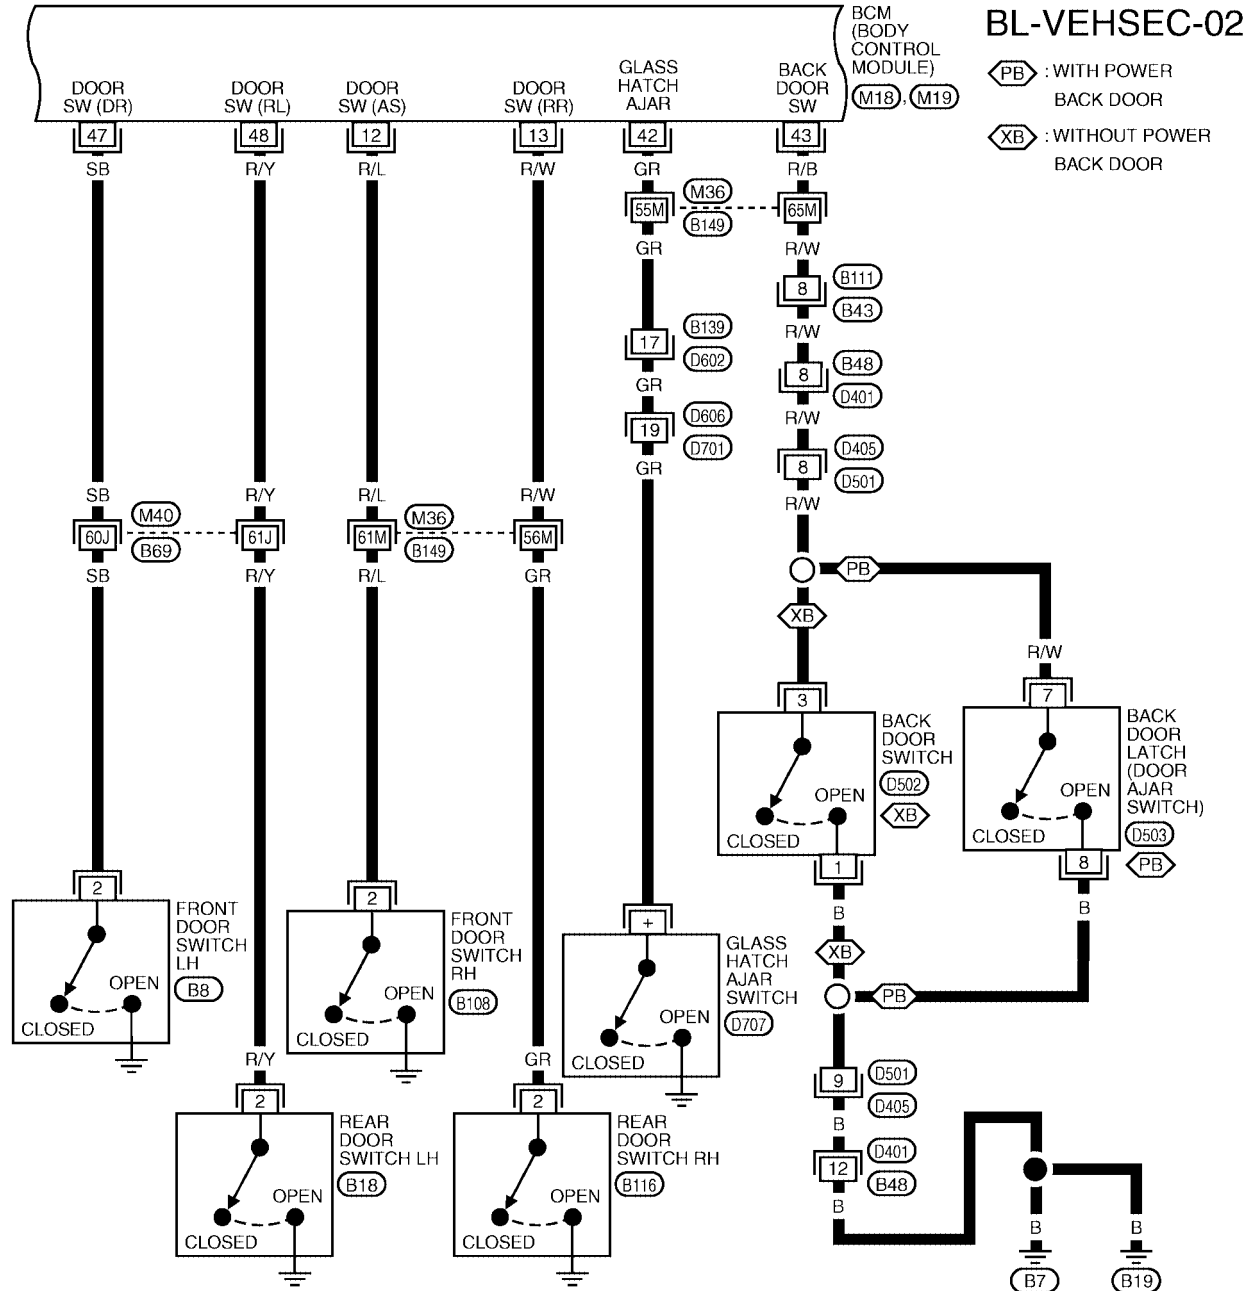 BL-VEHSEC-02
BCM
(BODY
CONTROL
MODULE)
M18, M19
PB : WITH POWER
BACK DOOR
XB : WITHOUT POWER
BACK DOOR
DOOR
SW (DR)
DOOR
SW (RL)
DOOR
SW (AS)
DOOR
SW (RR)
GLASS
HATCH
AJAR
BACK
DOOR
SW
47
48
12
13
42
43
SB
R/Y
R/L
R/W
GR
R/B
55M
M36
B149
65M
GR
R/W
8
B111
B43
17
B139
D602
R/W
GR
8
B48
D401
19
D606
D701
R/W
GR
8
D405
D501
R/W
SB
R/Y
R/L
R/W
60J
M40
B69
61J
61M
M36
B149
56M
SB
R/Y
R/L
GR
PB
XB
R/W
3
7
BACK
DOOR
SWITCH
D502
XB
OPEN
CLOSED
BACK
DOOR
LATCH
(DOOR
AJAR
SWITCH)
D503
PB
OPEN
CLOSED
1
8
B
B
XB
PB
2
FRONT
DOOR
SWITCH
LH
B8
OPEN
CLOSED
2
FRONT
DOOR
SWITCH
RH
B108
OPEN
CLOSED
+
GLASS
HATCH
AJAR
SWITCH
D707
OPEN
CLOSED
R/Y
GR
2
REAR
DOOR
SWITCH LH
B18
OPEN
CLOSED
2
REAR
DOOR
SWITCH RH
B116
OPEN
CLOSED
9
D501
D405
B
12
D401
B48
B
B
B
B7
B19